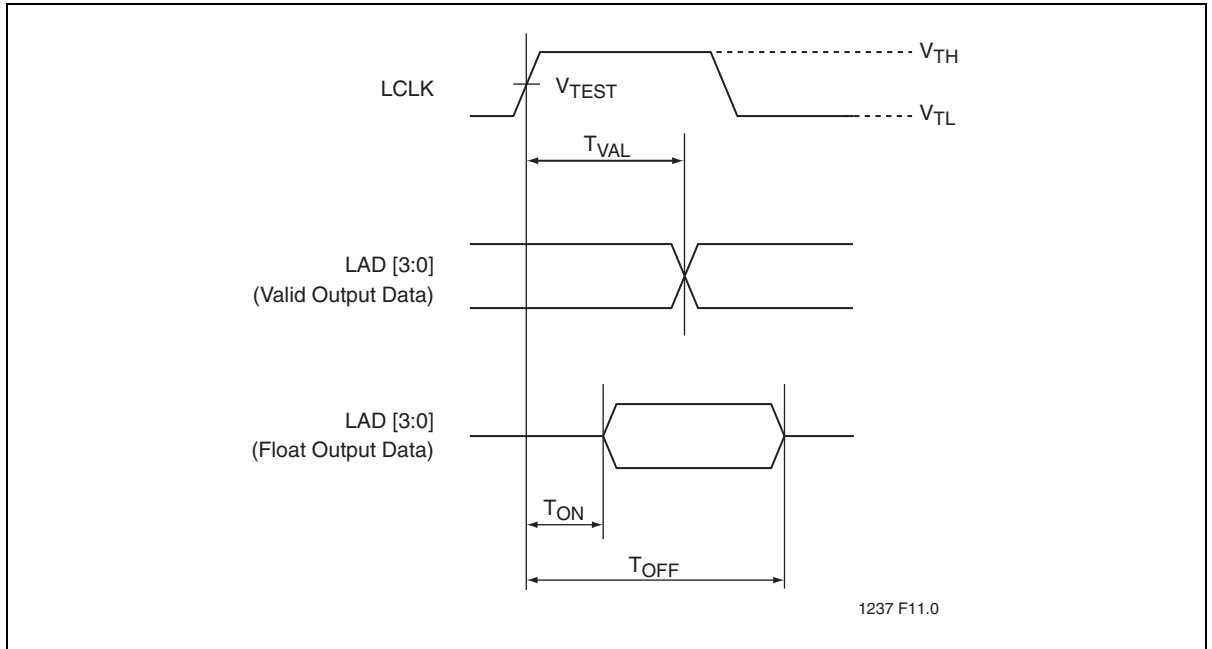 V_TH
LCLK
V_TEST
V_TL
T_VAL
LAD [3:0]
(Valid Output Data)
LAD [3:0]
(Float Output Data)
T_ON
T_OFF
1237 F11.0